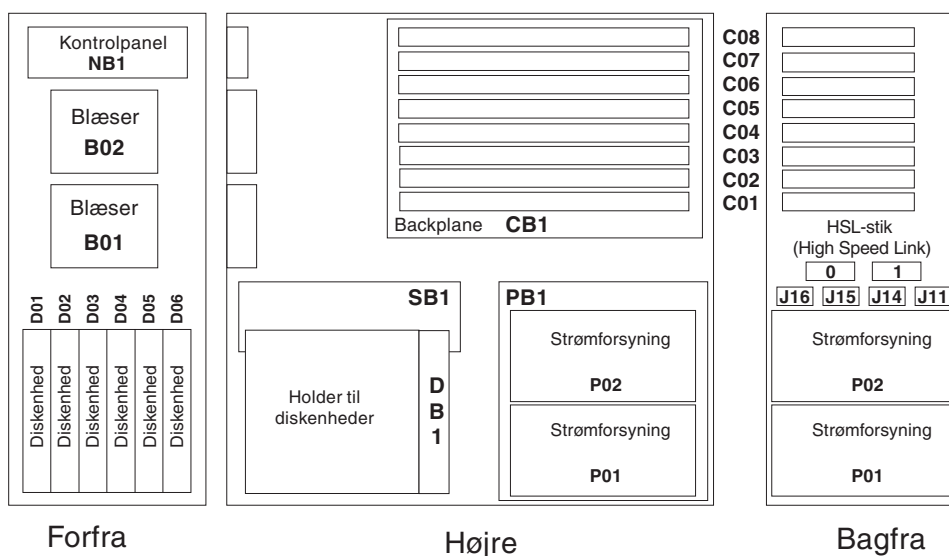 Kontrolpanel
NB1
Blæser
B02
Blæser
B01
D01
D02
D03
D04
D05
D06
Diskenhed
Diskenhed
Diskenhed
Diskenhed
Diskenhed
Diskenhed
Forfra
Backplane CB1
SB1
Holder til
diskenheder
D
B
1
PB1
Strømforsyning
P02
Strømforsyning
P01
Højre
C08
C07
C06
C05
C04
C03
C02
C01
HSL-stik
(High Speed Link)
0 1
J16 J15 J14 J11
Strømforsyning
P02
Strømforsyning
P01
Bagfra